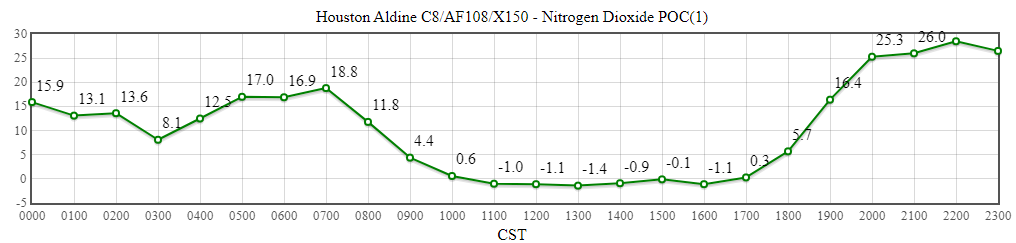 Houston Aldine C8/AF108/X150 - Nitrogen Dioxide POC(1)
30
25
20
15
10
5
0
-5
15.9 13.1 13.6 8.1 12.5 17.0 16.9 18.8 11.8 4.4 0.6 -1.0 -1.1 -1.4 -0.9 -0.1 -1.1 0.3 5.7 16.4 25.3 26.0
0000 0100 0200 0300 0400 0500 0600 0700 0800 0900 1000 1100 1200 1300 1400 1500 1600 1700 1800 1900 2000 2100 2200 2300
CST